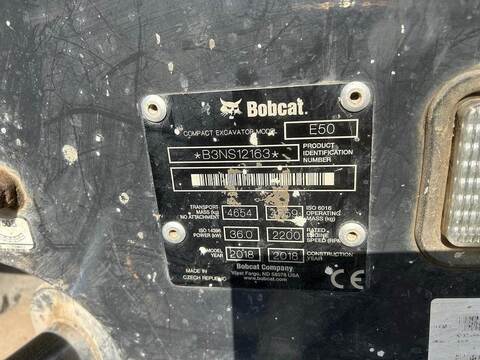 Bobcat.
COMPACT EXCAVATOR MODEL E50
*B3NS12163* PRODUCT IDENTIFICATION NUMBER
TRANSPORT MASS (kg) NO ATTACHMENT 4654 ISO 6016 OPERATING MASS (kg)
ISO 14396 POWER (kW) 36.0 2200 RATED ENGINE SPEED (RPM)
MODEL YEAR 2018 2018 CONSTRUCTION YEAR
MADE IN CZECH REPUBLIC
Bobcat Company
West Fargo, ND 58078 USA
www.bobcat.com
CE